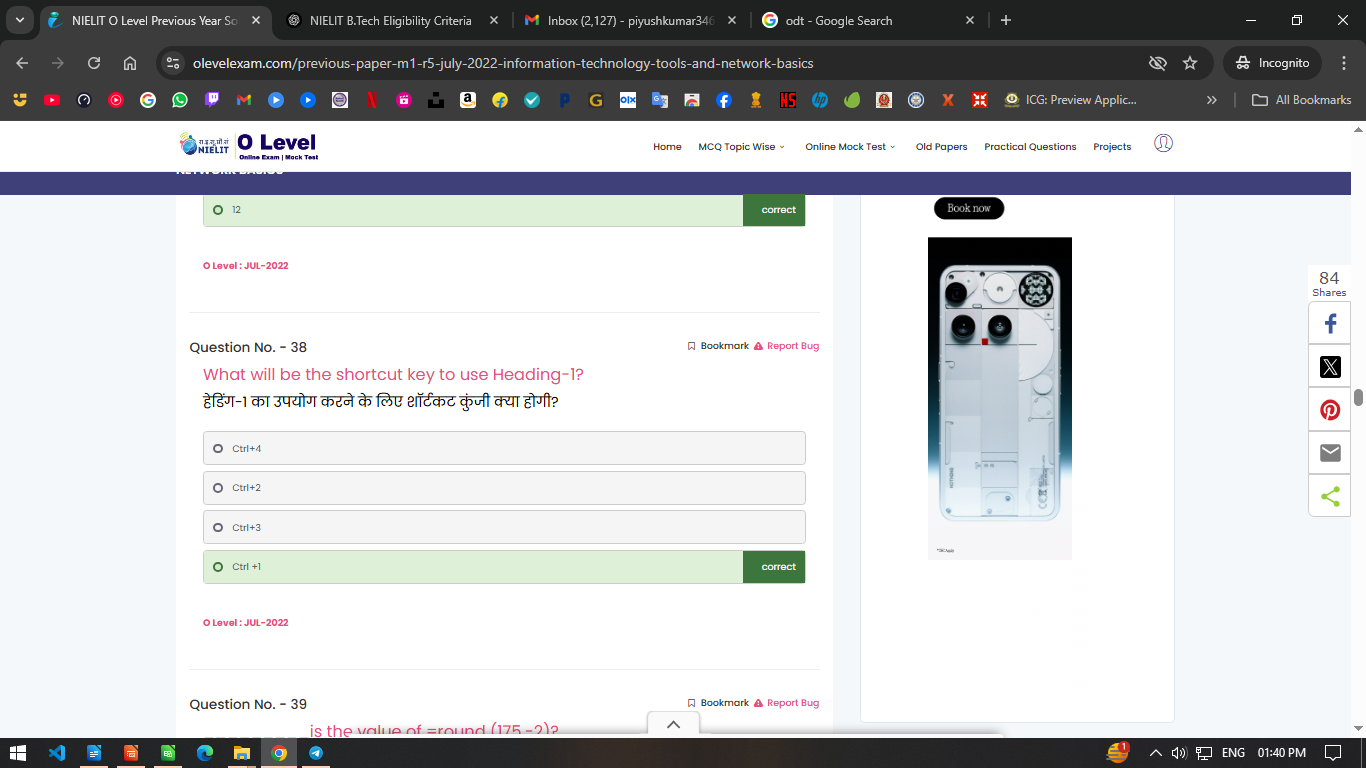 NIELIT O Level Previous Year So
NIELIT B.Tech Eligibility Criteria
Inbox (2,127) - piyushkumar346
odt - Google Search
olevelexam.com/previous-paper-m1-r5-july-2022-information-technology-tools-and-network-basics
Incognito
ICG: Preview Applic...
All Bookmarks
NIELIT
O Level
Online Exam | Mock Test
Home
MCQ Topic Wise
Online Mock Test
Old Papers
Practical Questions
Projects
NETWORK BASICS
12
correct
Book now
O Level : JUL-2022
84
Shares
Question No. - 38
Bookmark
Report Bug
What will be the shortcut key to use Heading-1?
हेडिंग-1 का उपयोग करने के लिए शॉर्टकट कुंजी क्या होगी?
Ctrl+4
Ctrl+2
Ctrl+3
Ctrl +1
correct
O Level : JUL-2022
Question No. - 39
Bookmark
Report Bug
is the value of =round (175,-2)?
1
ENG
01:40 PM